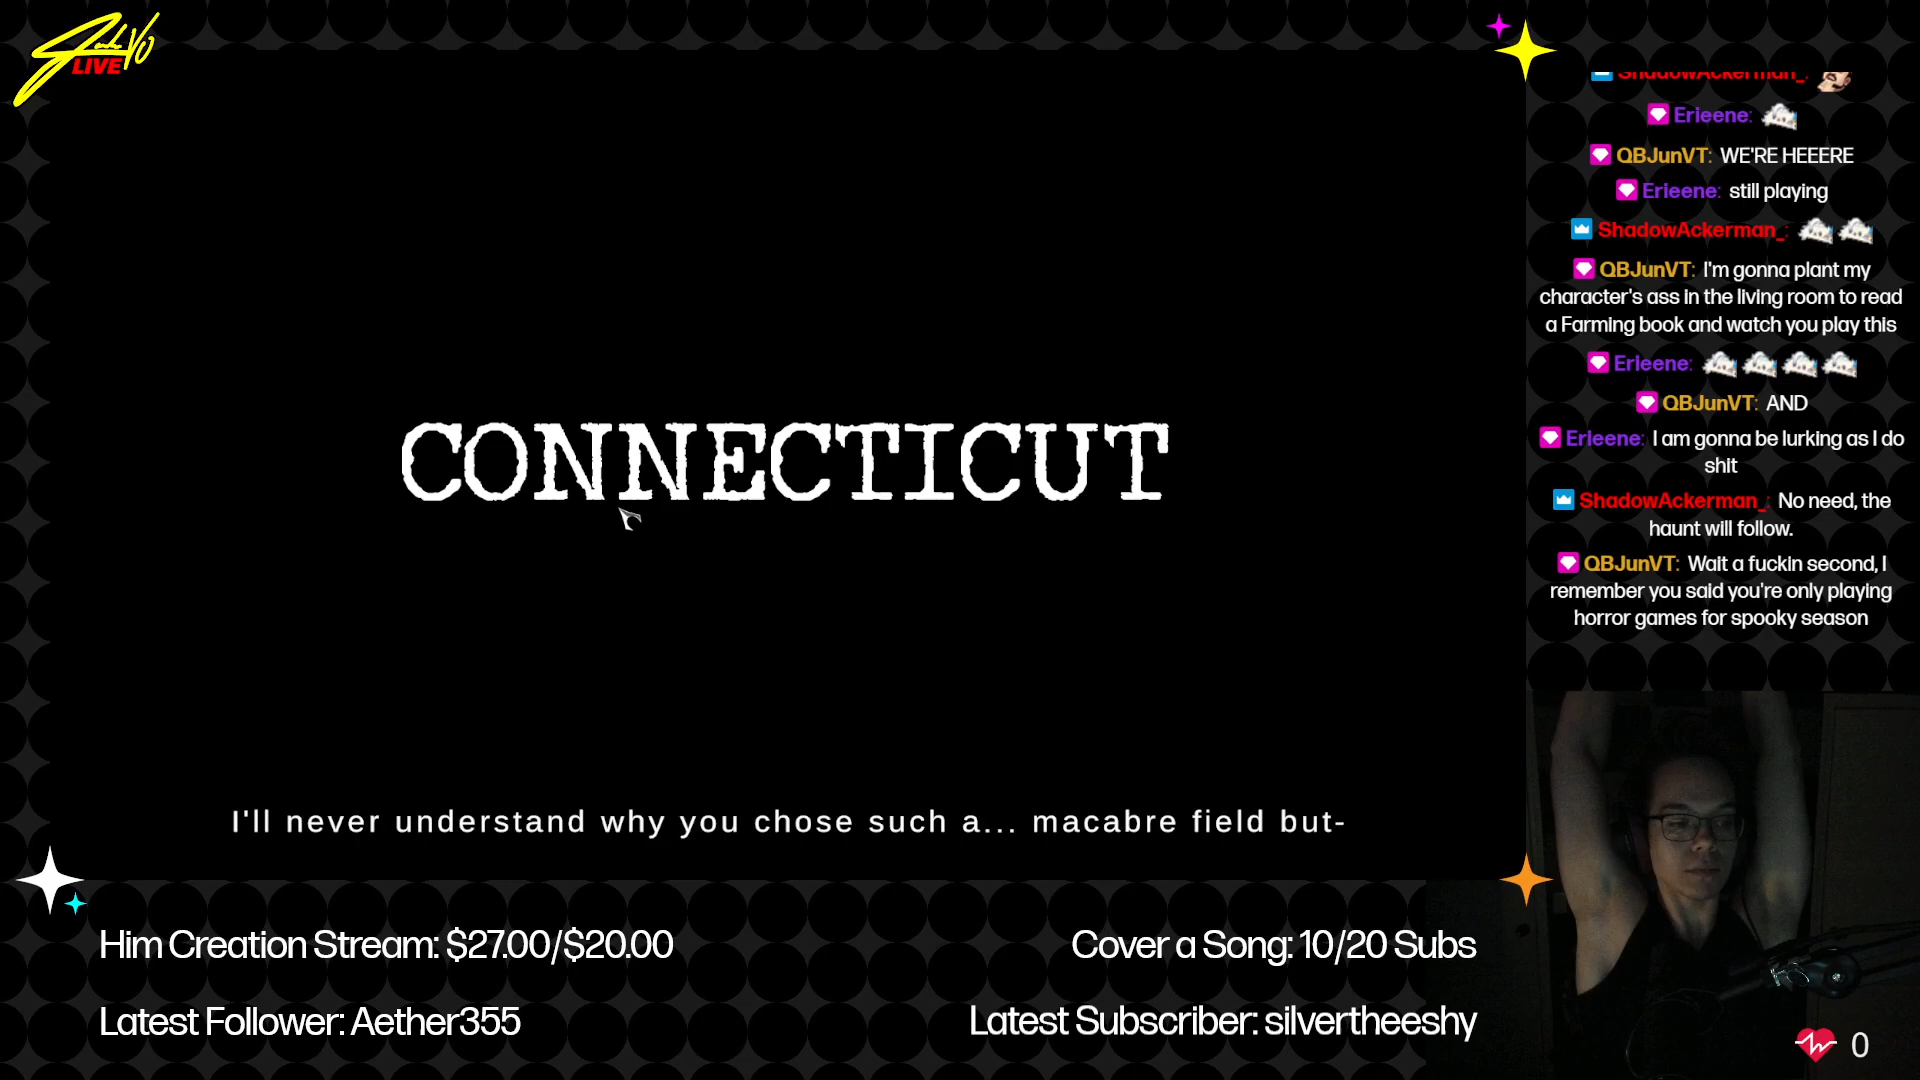 LIVE
ShadowAckerman_:
Erieene:
QBJunVT: WE'RE HEEERE
Erieene: still playing
ShadowAckerman_:
QBJunVT: I'm gonna plant my
character's ass in the living room to read
a Farming book and watch you play this
Erieene:
QBJunVT: AND
Erieene: I am gonna be lurking as I do
shit
ShadowAckerman_: No need, the
haunt will follow.
QBJunVT: Wait a fuckin second, I
remember you said you're only playing
horror games for spooky season
CONNECTICUT
I'll never understand why you chose such a... macabre field but-
Him Creation Stream: $27.00/$20.00
Cover a Song: 10/20 Subs
Latest Follower: Aether355
Latest Subscriber: silvertheeshy
0